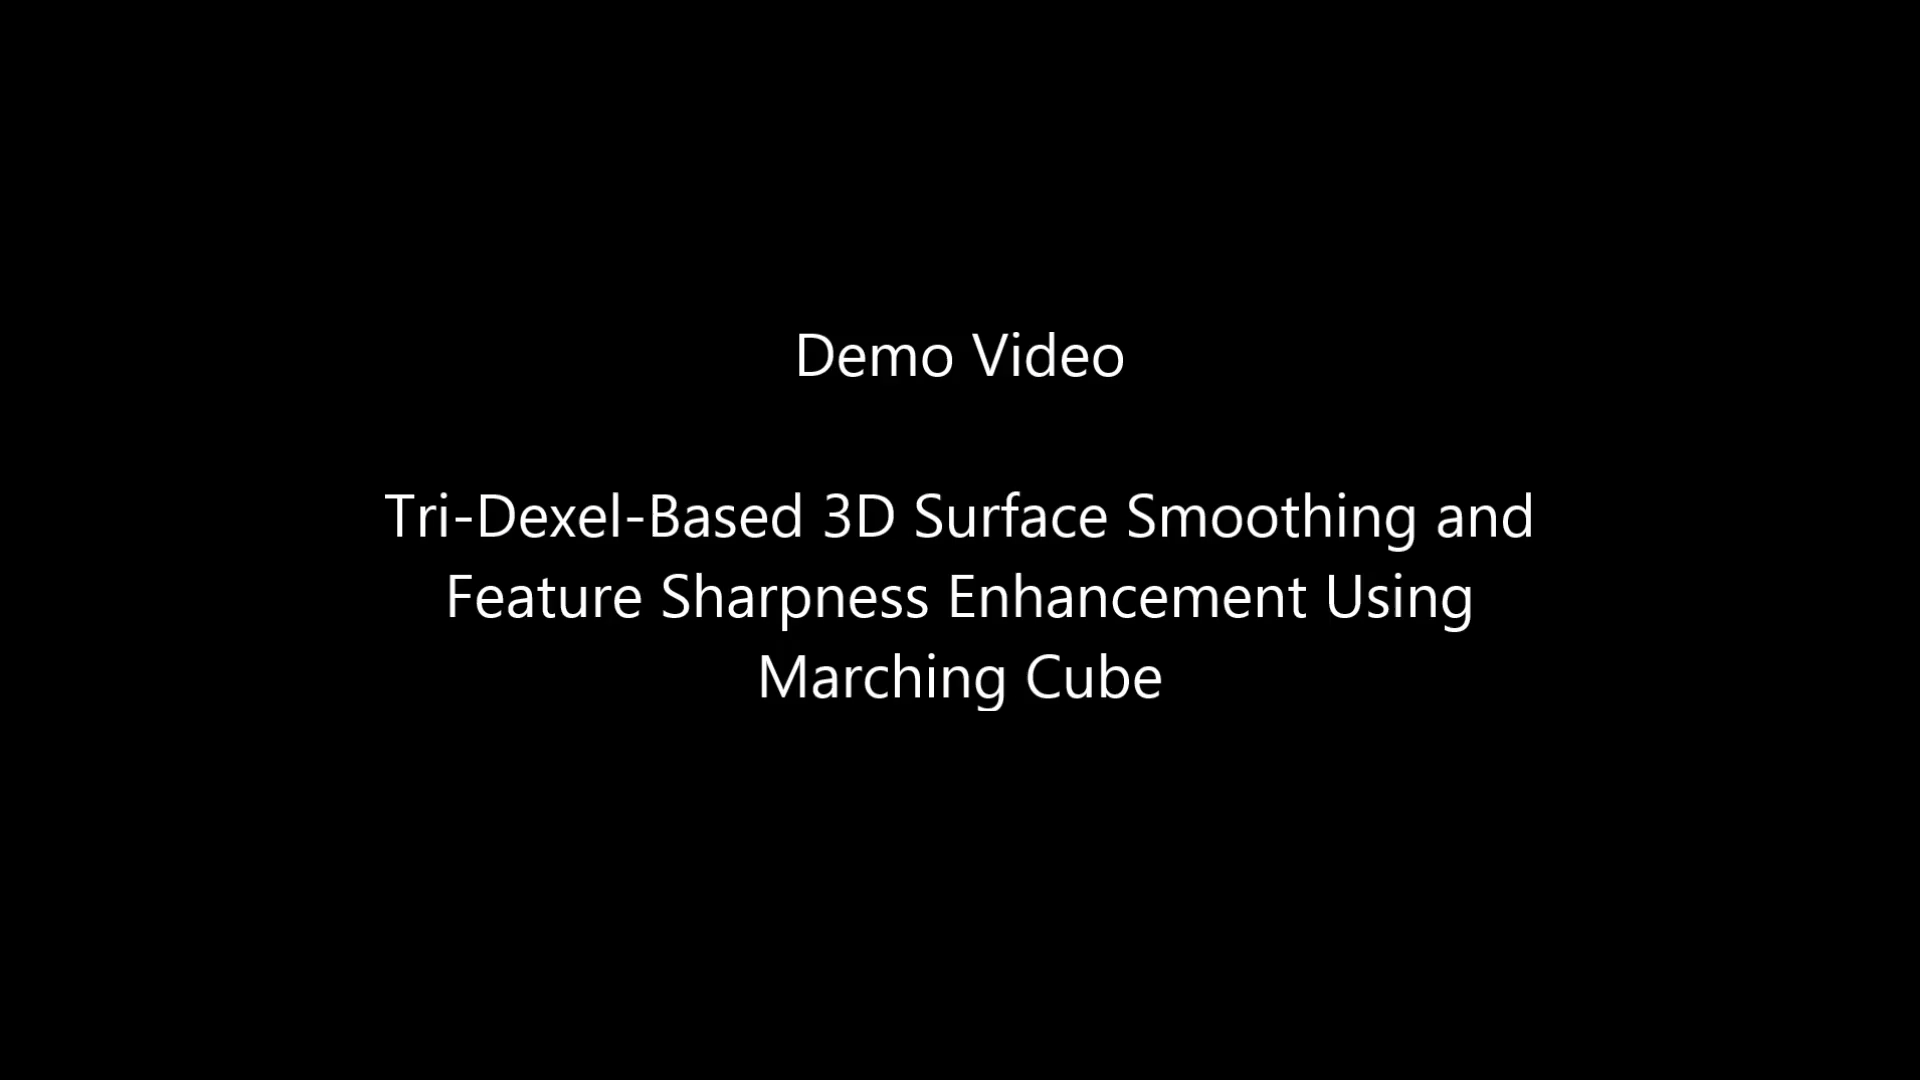 Demo Video
Tri-Dexel-Based 3D Surface Smoothing and
Feature Sharpness Enhancement Using
Marching Cube